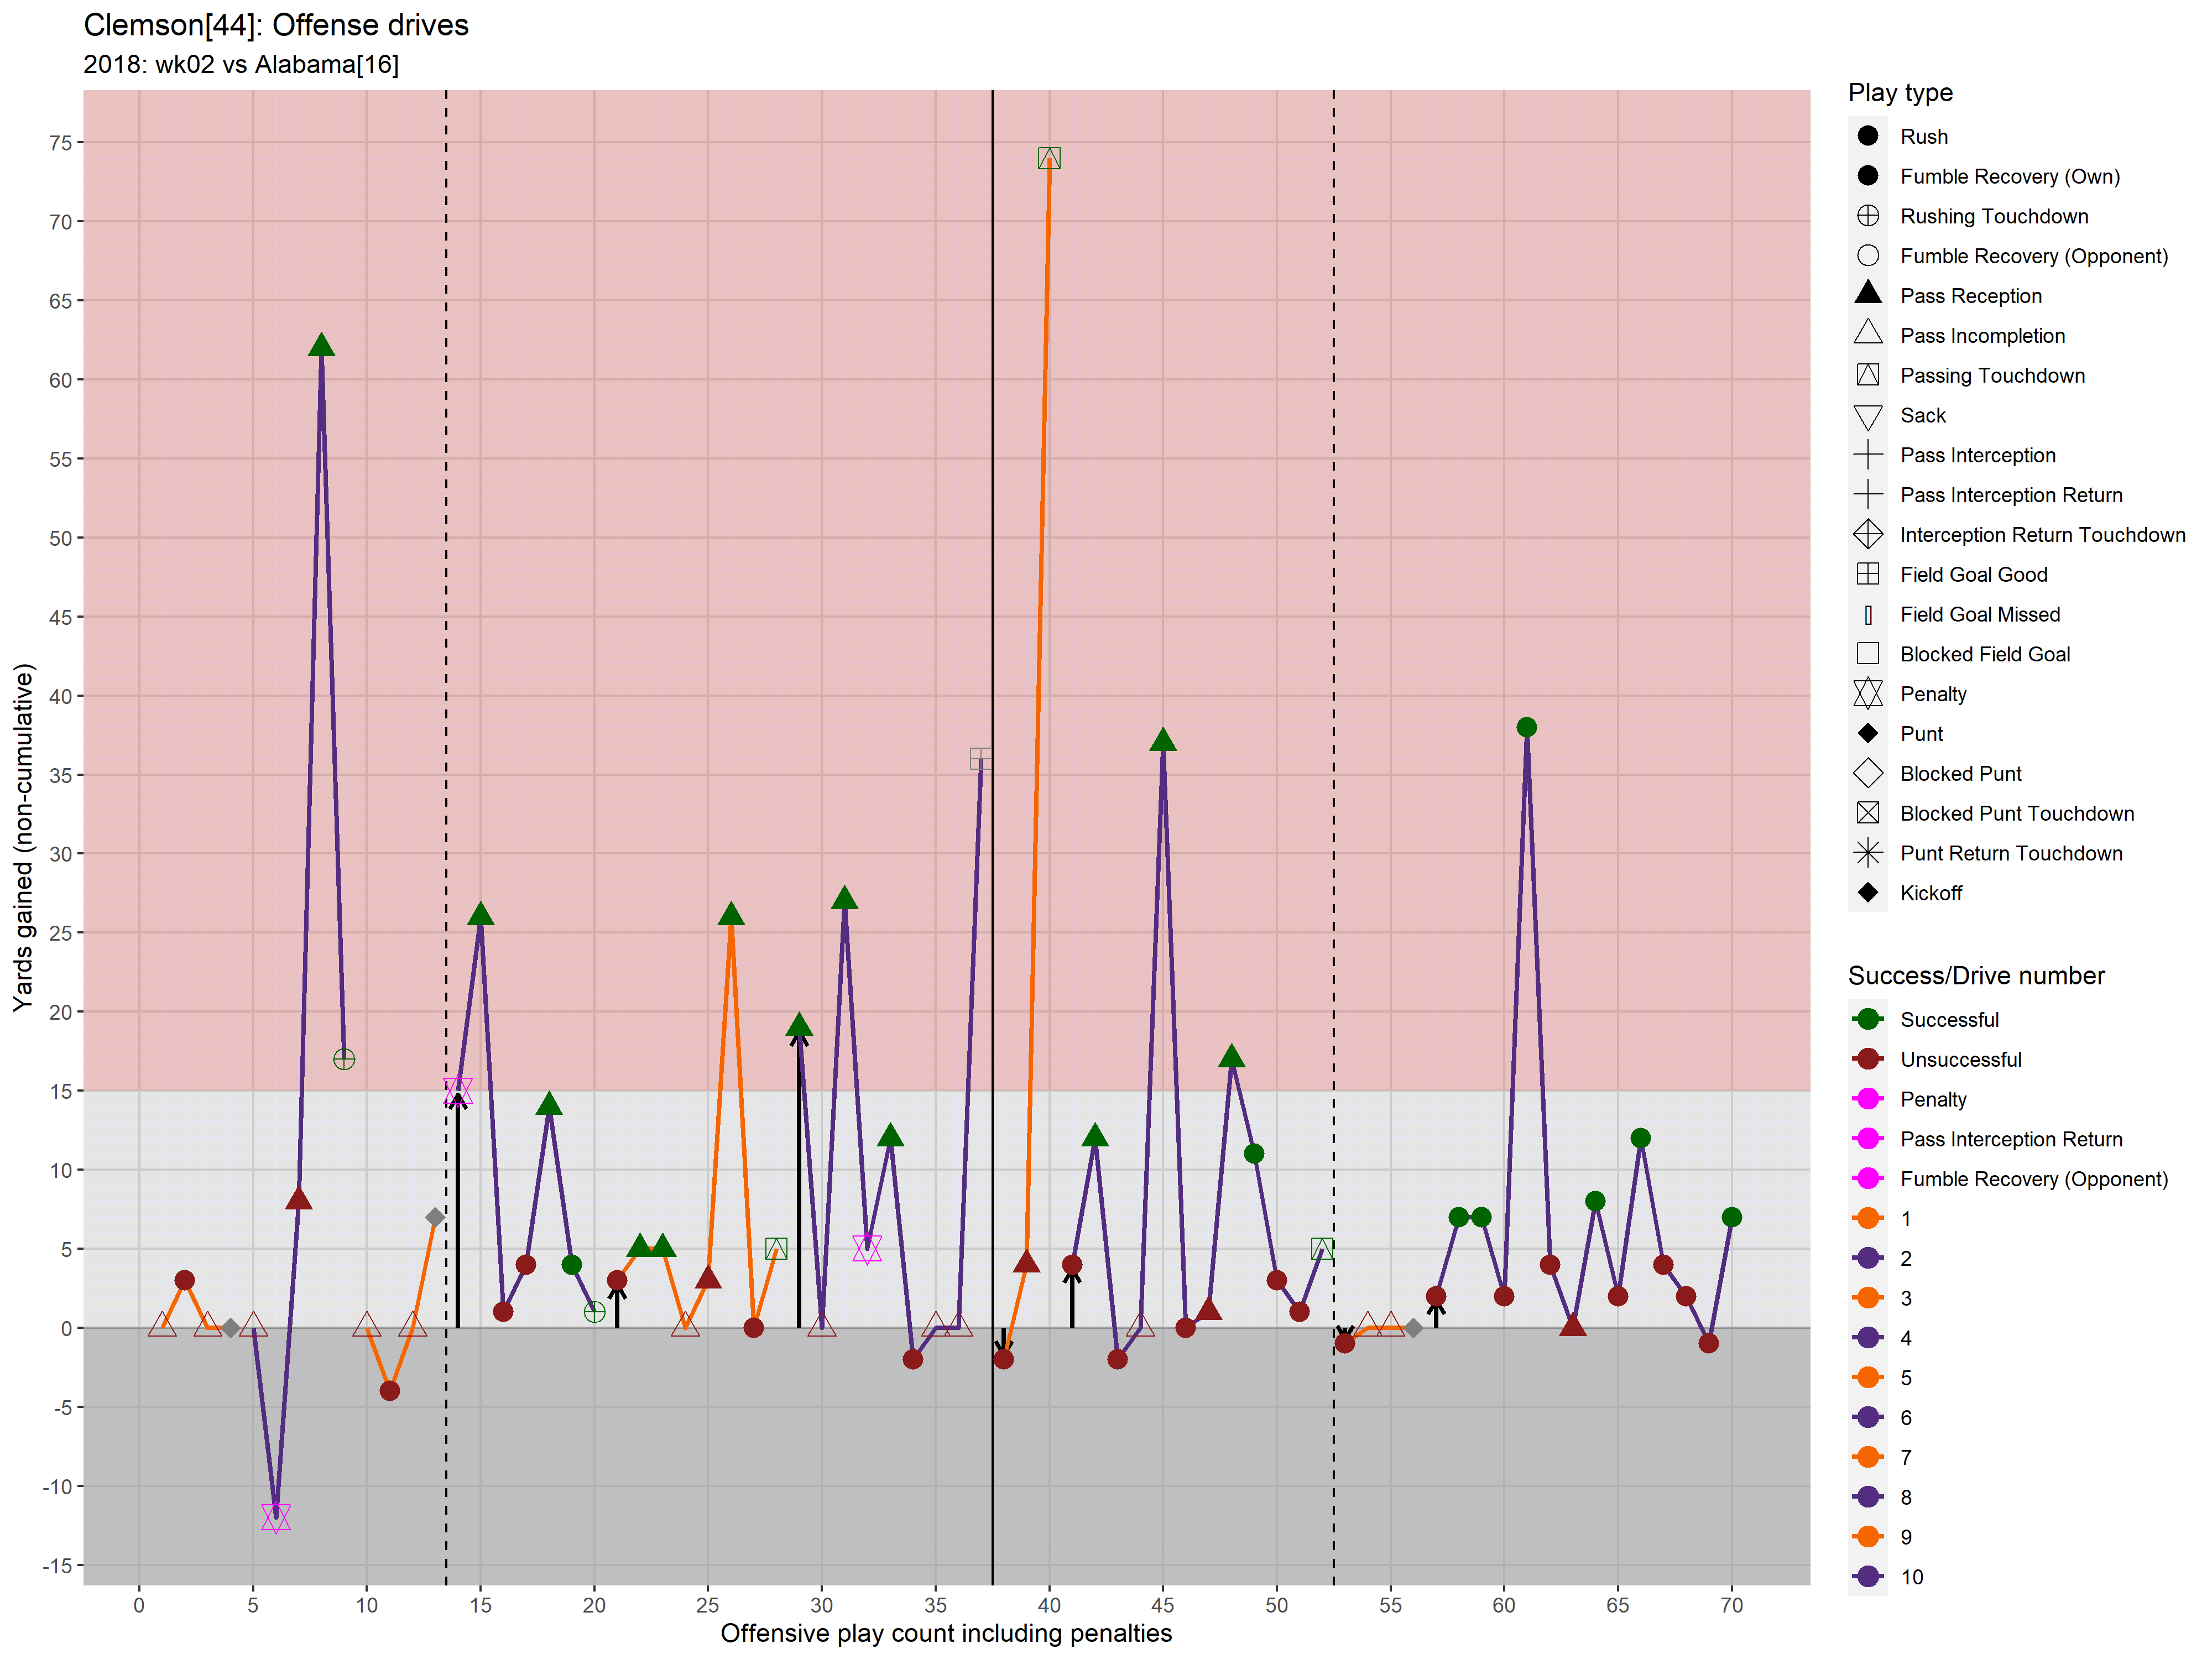 Clemson[44]: Offense drives
2018: wk02 vs Alabama[16]
Yards gained (non-cumulative)
75
70
65
60
55
50
45
40
35
30
25
20
15
10
5
0
-5
-10
-15
0 5 10 15 20 25 30 35 40 45 50 55 60 65 70
Offensive play count including penalties
Play type
Rush
Fumble Recovery (Own)
Rushing Touchdown
Fumble Recovery (Opponent)
Pass Reception
Pass Incompletion
Passing Touchdown
Sack
Pass Interception
Pass Interception Return
Interception Return Touchdown
Field Goal Good
Field Goal Missed
Blocked Field Goal
Penalty
Punt
Blocked Punt
Blocked Punt Touchdown
Punt Return Touchdown
Kickoff
Success/Drive number
Successful
Unsuccessful
Penalty
Pass Interception Return
Fumble Recovery (Opponent)
1
2
3
4
5
6
7
8
9
10